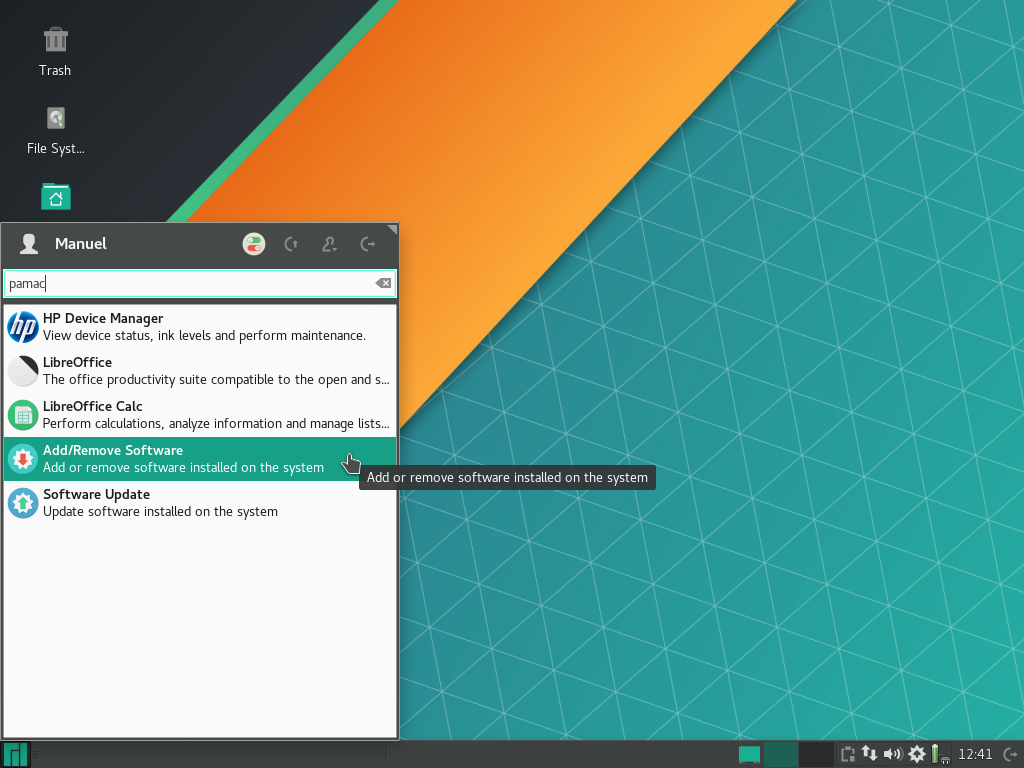 Trash
File Syst...
Manuel
pamac
hp
HP Device Manager
View device status, ink levels and perform maintenance.
LibreOffice
The office productivity suite compatible to the open and s...
LibreOffice Calc
Perform calculations, analyze information and manage lists...
Add/Remove Software
Add or remove software installed on the system
Add or remove software installed on the system
Software Update
Update software installed on the system
12:41